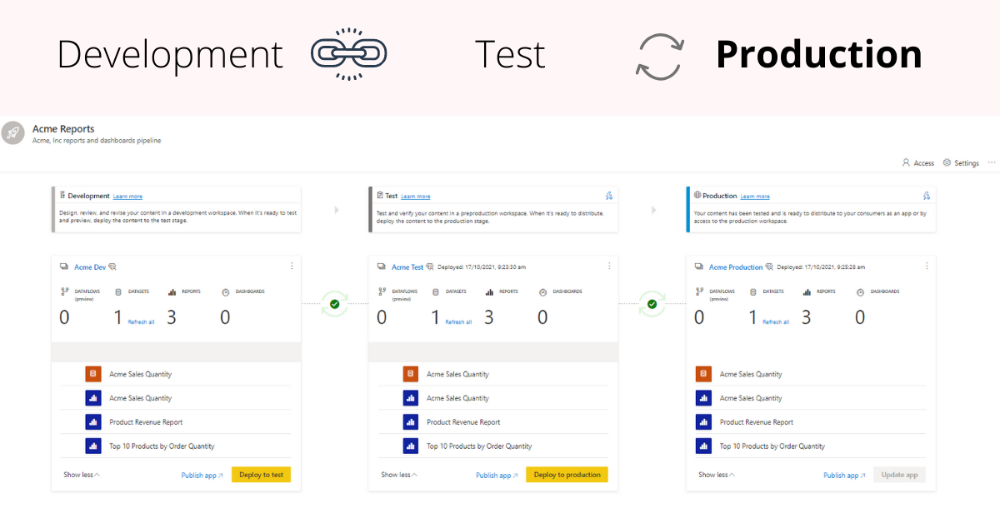 Development
Test
Production
Acme Reports
Acme, Inc reports and dashboards pipeline
Access
Settings
Development Learn more
Design, review, and revise your content in a development workspace. When it's ready to test
and preview, deploy the content to the test stage.
Test Learn more
Test and verify your content in a preproduction workspace. When it's ready to distribute,
deploy the content to the production stage.
Production Learn more
Your content has been tested and is ready to distribute to your consumers as an app or by
access to the production workspace.
Acme Dev
DATAFLOWS DATASETS REPORTS DASHBOARDS
(preview)
0 1 Refresh all 3 0
Acme Sales Quantity
Acme Sales Quantity
Product Revenue Report
Top 10 Products by Order Quantity
Show less Publish app Deploy to test
Acme Test Deployed: 17/10/2021, 9:23:30 am
DATAFLOWS DATASETS REPORTS DASHBOARDS
(preview)
0 1 Refresh all 3 0
Acme Sales Quantity
Acme Sales Quantity
Product Revenue Report
Top 10 Products by Order Quantity
Show less Publish app Deploy to production
Acme Production Deployed: 17/10/2021, 9:25:28 am
DATAFLOWS DATASETS REPORTS DASHBOARDS
(preview)
0 1 Refresh all 3 0
Acme Sales Quantity
Acme Sales Quantity
Product Revenue Report
Top 10 Products by Order Quantity
Show less Publish app Update app